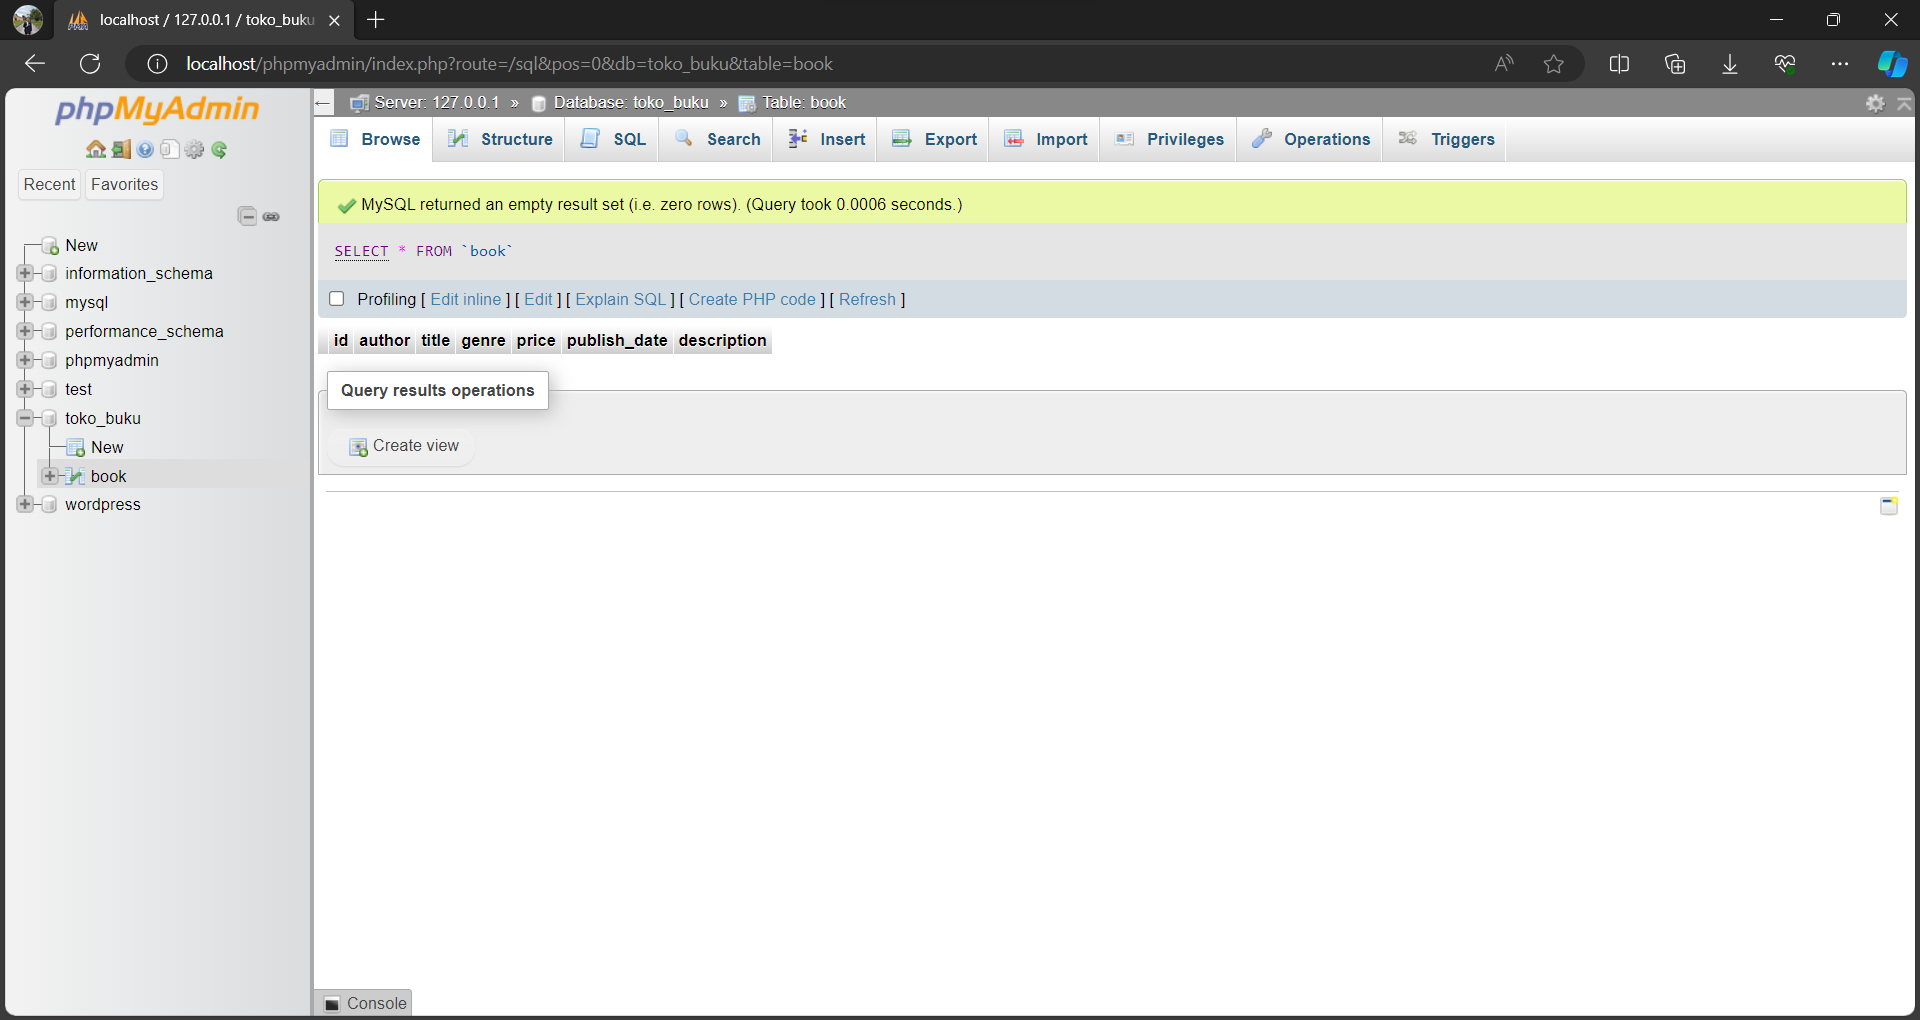 localhost / 127.0.0.1 / toko_buku
localhost/phpmyadmin/index.php?route=/sql&pos=0&db=toko_buku&table=book
phpMyAdmin
Recent Favorites
New
information_schema
mysql
performance_schema
phpmyadmin
test
toko_buku
New
book
wordpress
Server: 127.0.0.1 » Database: toko_buku » Table: book
Browse Structure SQL Search Insert Export Import Privileges Operations Triggers
MySQL returned an empty result set (i.e. zero rows). (Query took 0.0006 seconds.)
SELECT * FROM `book`
Profiling [ Edit inline ] [ Edit ] [ Explain SQL ] [ Create PHP code ] [ Refresh ]
id author title genre price publish_date description
Query results operations
Create view
Console